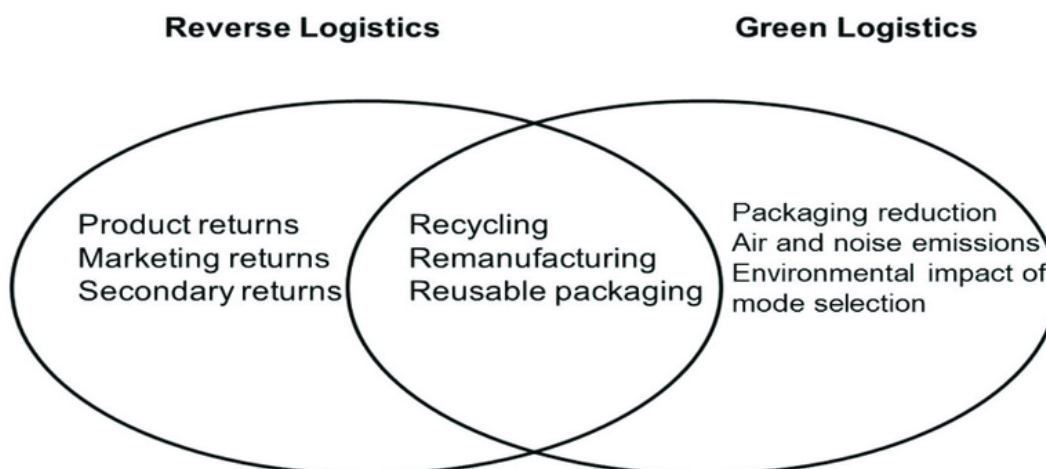 Reverse Logistics
Green Logistics
Product returns
Marketing returns
Secondary returns
Recycling
Remanufacturing
Reusable packaging
Packaging reduction
Air and noise emissions
Environmental impact of
mode selection